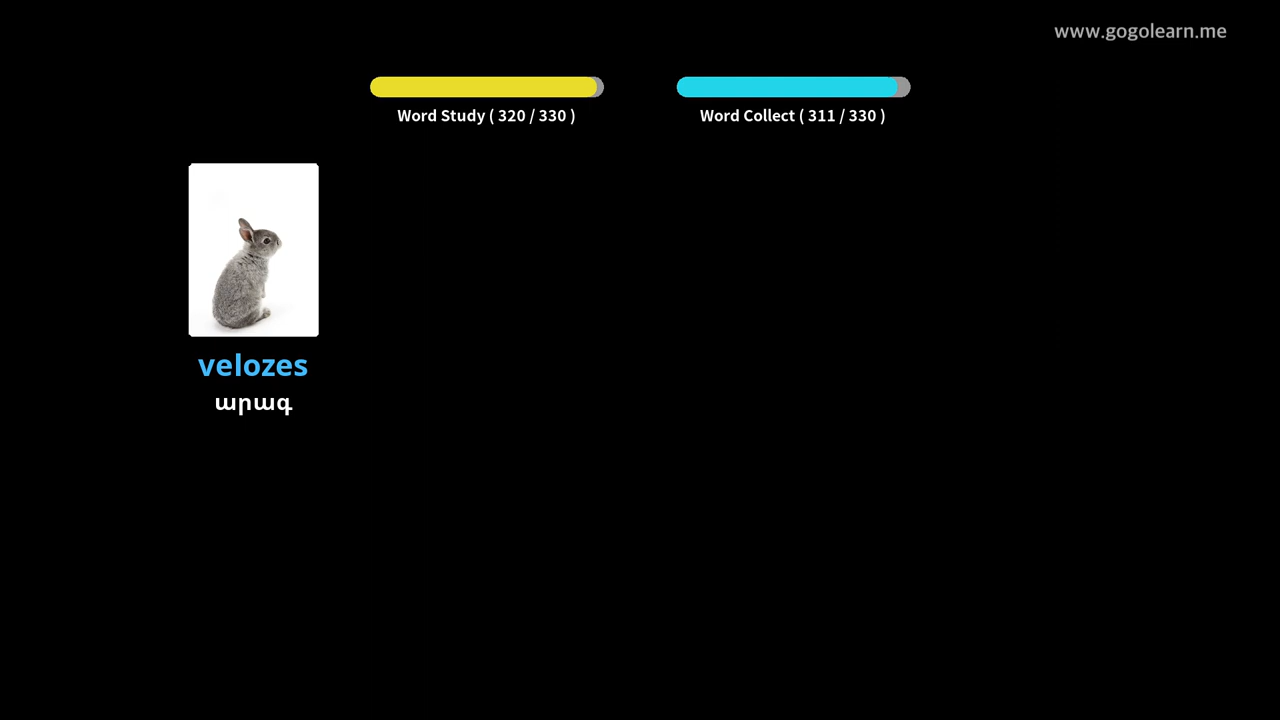 www.gogolearn.me
Word Study ( 320 / 330 )
Word Collect ( 311 / 330 )
velozes
արագ